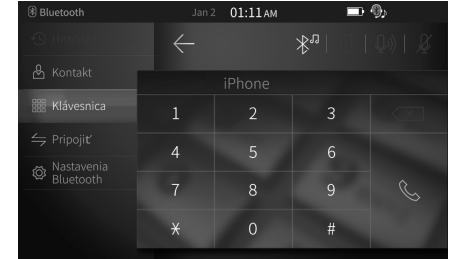 Bluetooth
Jan 2 01:11 AM
Kontakt
Klávesnica
Pripojiť
Nastavenia
Bluetooth
iPhone
1 2 3
4 5 6
7 8 9
* 0 #